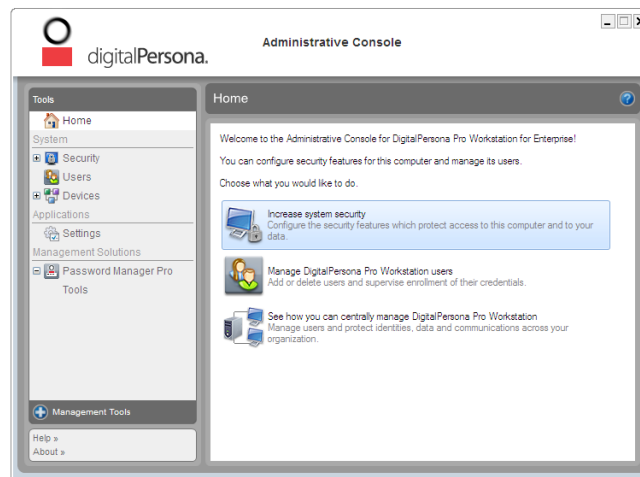 digitalPersona.
Administrative Console
Tools
Home
System
Security
Users
Devices
Applications
Settings
Management Solutions
Password Manager Pro
Tools
Management Tools
Help »
About »
Home
Welcome to the Administrative Console for DigitalPersona Pro Workstation for Enterprise!
You can configure security features for this computer and manage its users.
Choose what you would like to do.
Increase system security
Configure the security features which protect access to this computer and to your
data.
Manage DigitalPersona Pro Workstation users
Add or delete users and supervise enrollment of their credentials.
See how you can centrally manage DigitalPersona Pro Workstation
Manage users and protect identities, data and communications across your
organization.